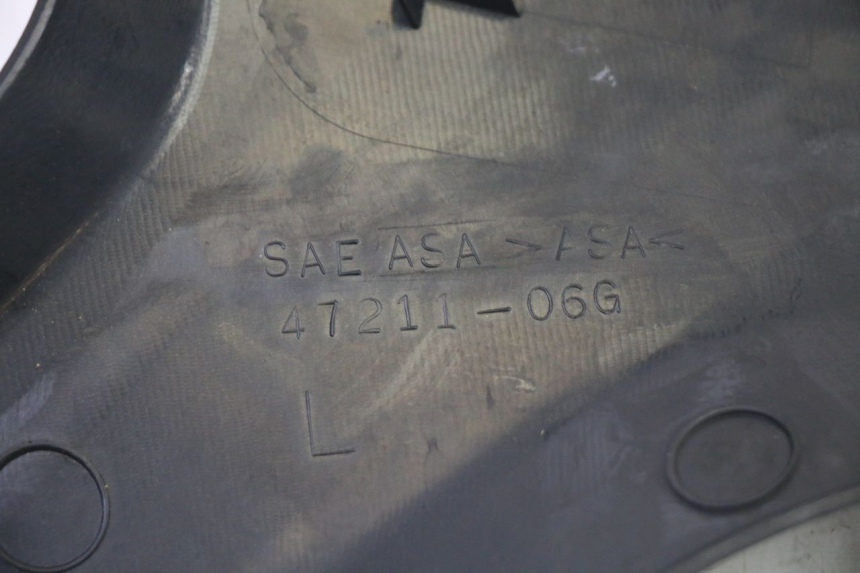 SAE ASA >ASA<
47211-06G
L